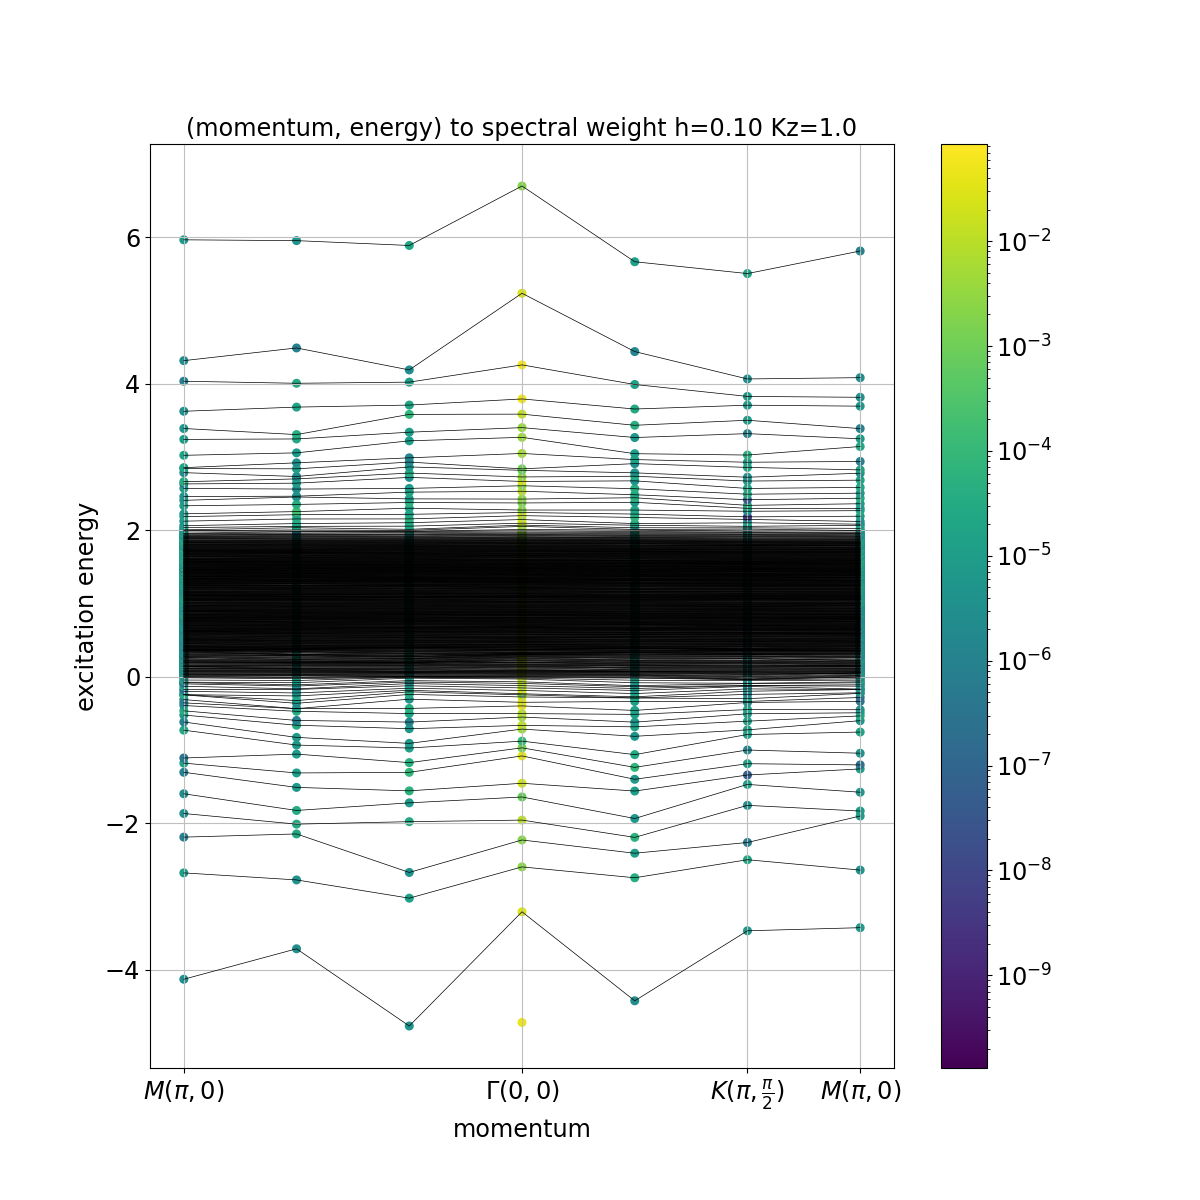 (momentum, energy) to spectral weight h=0.10 Kz=1.0
excitation energy
6
4
2
0
−2
−4
M(π, 0)
Γ(0, 0)
K(π, π/2)
M(π, 0)
momentum
10⁻²
10⁻³
10⁻⁴
10⁻⁵
10⁻⁶
10⁻⁷
10⁻⁸
10⁻⁹